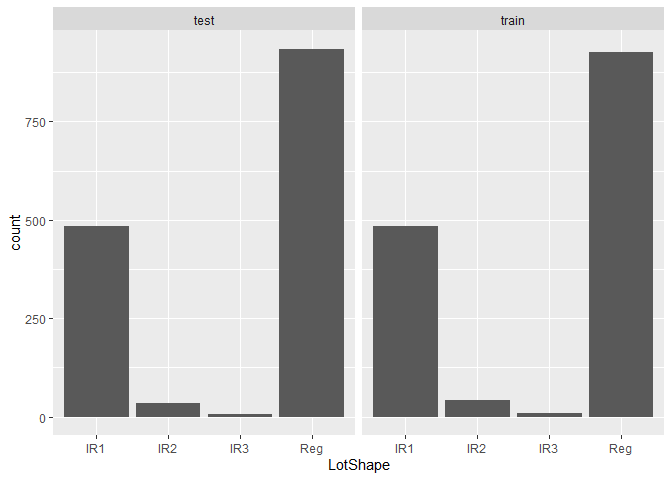 test train
750
500
250
0
count
IR1 IR2 IR3 Reg IR1 IR2 IR3 Reg
LotShape